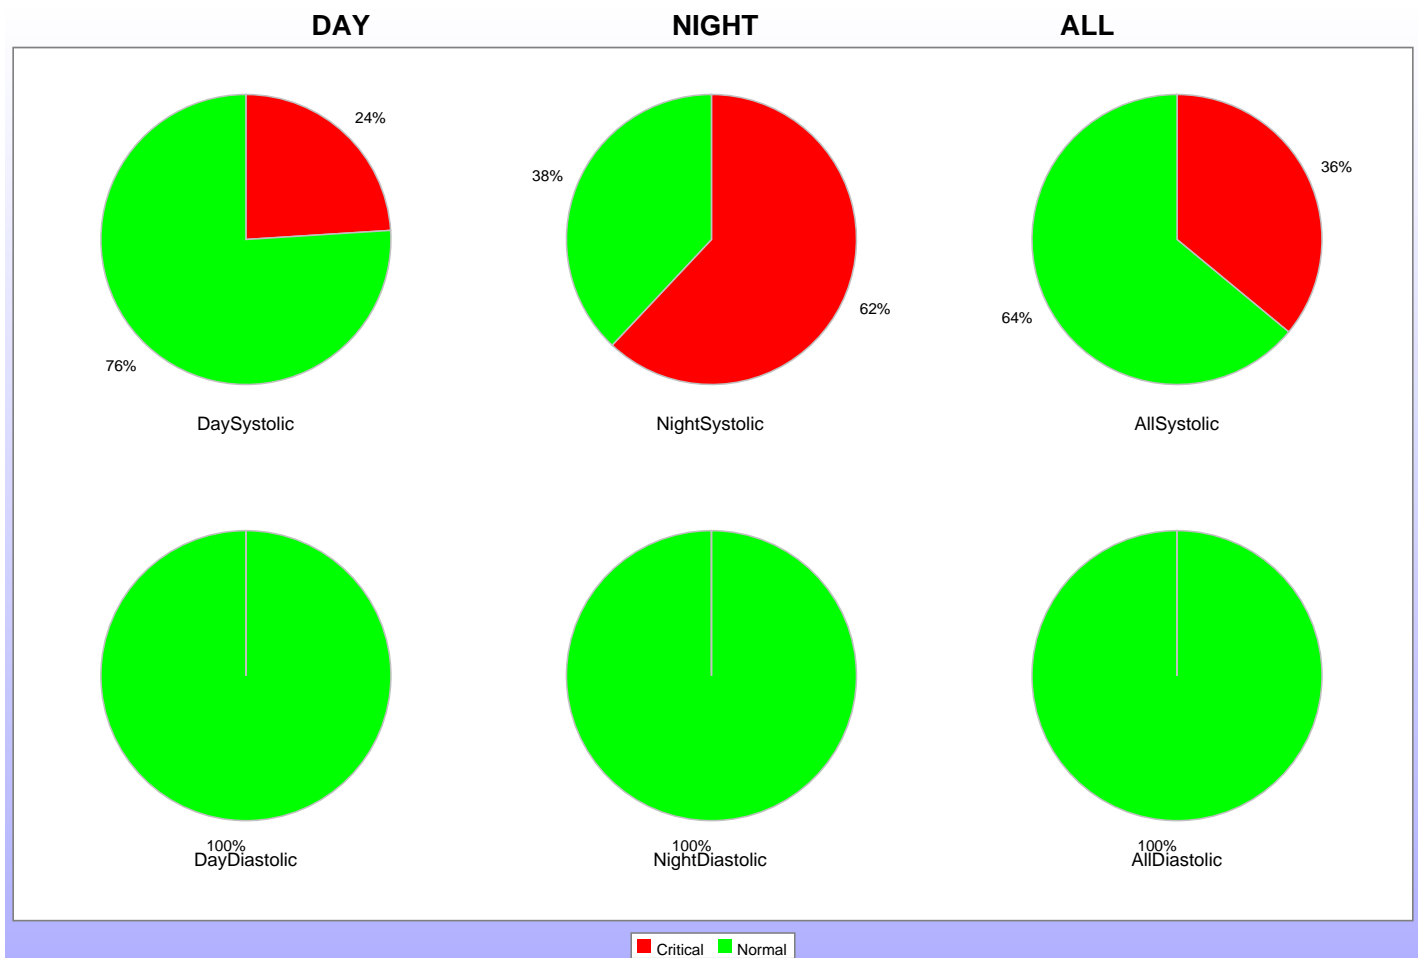 DAY NIGHT ALL
24%
38%
36%
62%
64%
76%
DaySystolic NightSystolic AllSystolic
100% 100% 100%
DayDiastolic NightDiastolic AllDiastolic
Critical Normal